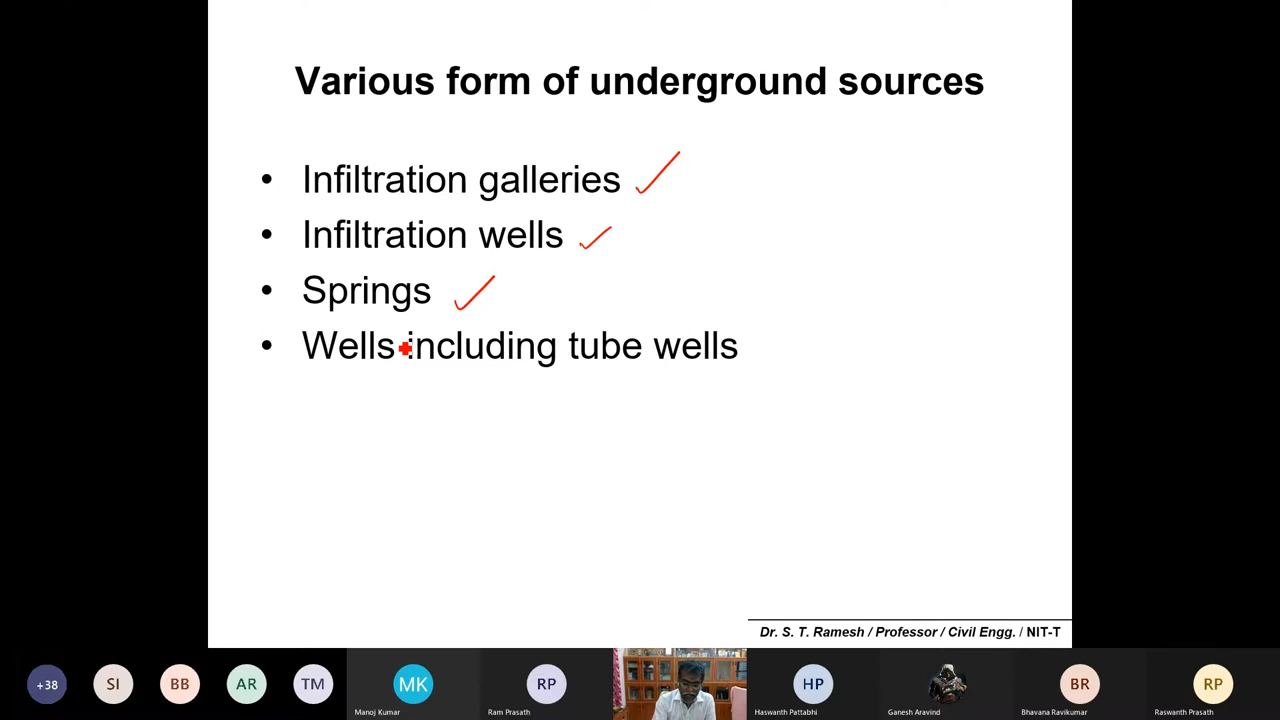 Various form of underground sources
• Infiltration galleries
• Infiltration wells
• Springs
• Wells including tube wells
Dr. S. T. Ramesh / Professor / Civil Engg. / NIT-T
+38
SI
BB
AR
TM
MK
Manoj Kumar
RP
Ram Prasath
HP
Haswanth Pattabhi
Ganesh Aravind
BR
Bhavana Ravikumar
RP
Raswanth Prasath